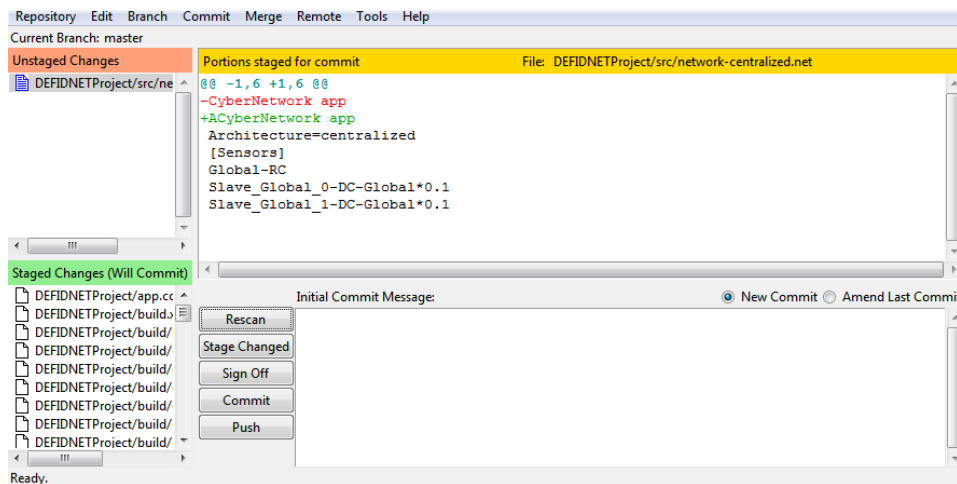 Repository Edit Branch Commit Merge Remote Tools Help
Current Branch: master
Unstaged Changes
DEFIDNETProject/src/ne
Portions staged for commit File: DEFIDNETProject/src/network-centralized.net
@@ -1,6 +1,6 @@
-CyberNetwork app
+ACyberNetwork app
Architecture=centralized
[Sensors]
Global-RC
Slave_Global_0-DC-Global*0.1
Slave_Global_1-DC-Global*0.1
Staged Changes (Will Commit)
DEFIDNETProject/app.cc
DEFIDNETProject/build.x
DEFIDNETProject/build/
DEFIDNETProject/build/
DEFIDNETProject/build/
DEFIDNETProject/build/
DEFIDNETProject/build/
DEFIDNETProject/build/
DEFIDNETProject/build/
Initial Commit Message:
New Commit Amend Last Commi
Rescan
Stage Changed
Sign Off
Commit
Push
Ready.